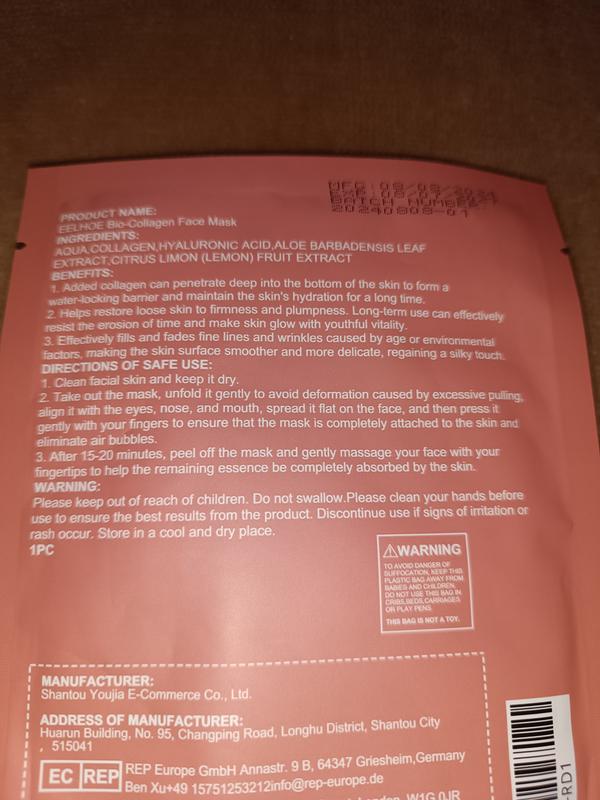 MFG:08/08/2024
EXP:08/07/2027
BATCH NUMBER:
20240808-01
PRODUCT NAME:
EELHOE Bio-Collagen Face Mask
INGREDIENTS:
AQUA,COLLAGEN,HYALURONIC ACID,ALOE BARBADENSIS LEAF
EXTRACT,CITRUS LIMON (LEMON) FRUIT EXTRACT
BENEFITS:
1. Added collagen can penetrate deep into the bottom of the skin to form a
water-locking barrier and maintain the skin's hydration for a long time.
2. Helps restore loose skin to firmness and plumpness. Long-term use can effectively
resist the erosion of time and make skin glow with youthful vitality.
3. Effectively fills and fades fine lines and wrinkles caused by age or environmental
factors, making the skin surface smoother and more delicate, regaining a silky touch.
DIRECTIONS OF SAFE USE:
1. Clean facial skin and keep it dry.
2. Take out the mask, unfold it gently to avoid deformation caused by excessive pulling,
align it with the eyes, nose, and mouth, spread it flat on the face, and then press it
gently with your fingers to ensure that the mask is completely attached to the skin and
eliminate air bubbles.
3. After 15-20 minutes, peel off the mask and gently massage your face with your
fingertips to help the remaining essence be completely absorbed by the skin.
WARNING:
Please keep out of reach of children. Do not swallow.Please clean your hands before
use to ensure the best results from the product. Discontinue use if signs of irritation or
rash occur. Store in a cool and dry place.
1PC
⚠WARNING
TO AVOID DANGER OF
SUFFOCATION, KEEP THIS
PLASTIC BAG AWAY FROM
BABIES AND CHILDREN,
DO NOT USE THIS BAG IN
CRIBS,BEDS,CARRIAGES
OR PLAY PENS
THIS BAG IS NOT A TOY.
MANUFACTURER:
Shantou Youjia E-Commerce Co., Ltd.
ADDRESS OF MANUFACTURER:
Huarun Building, No. 95, Changping Road, Longhu District, Shantou City
, 515041
EC REP
REP Europe GmbH Annastr. 9 B, 64347 Griesheim,Germany
Ben Xu+49 15751253212info@rep-europe.de
London, W1G 0JR
RD1